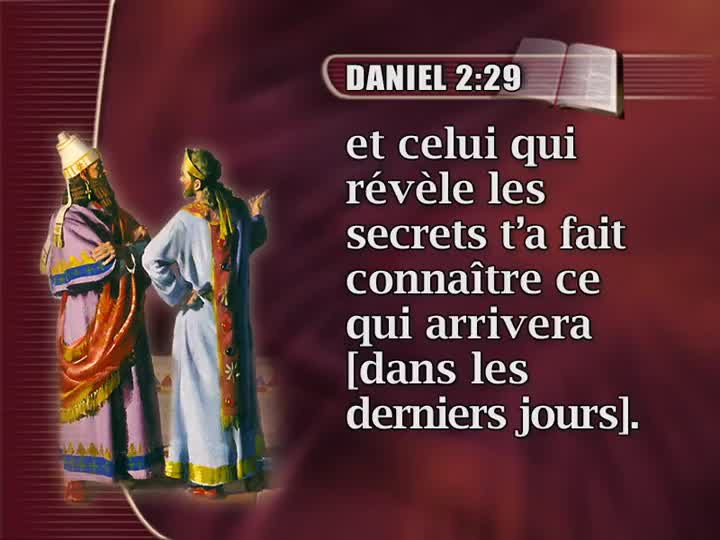 DANIEL 2:29
et celui qui
révèle les
secrets t’a fait
connaître ce
qui arrivera
[dans les
derniers jours].